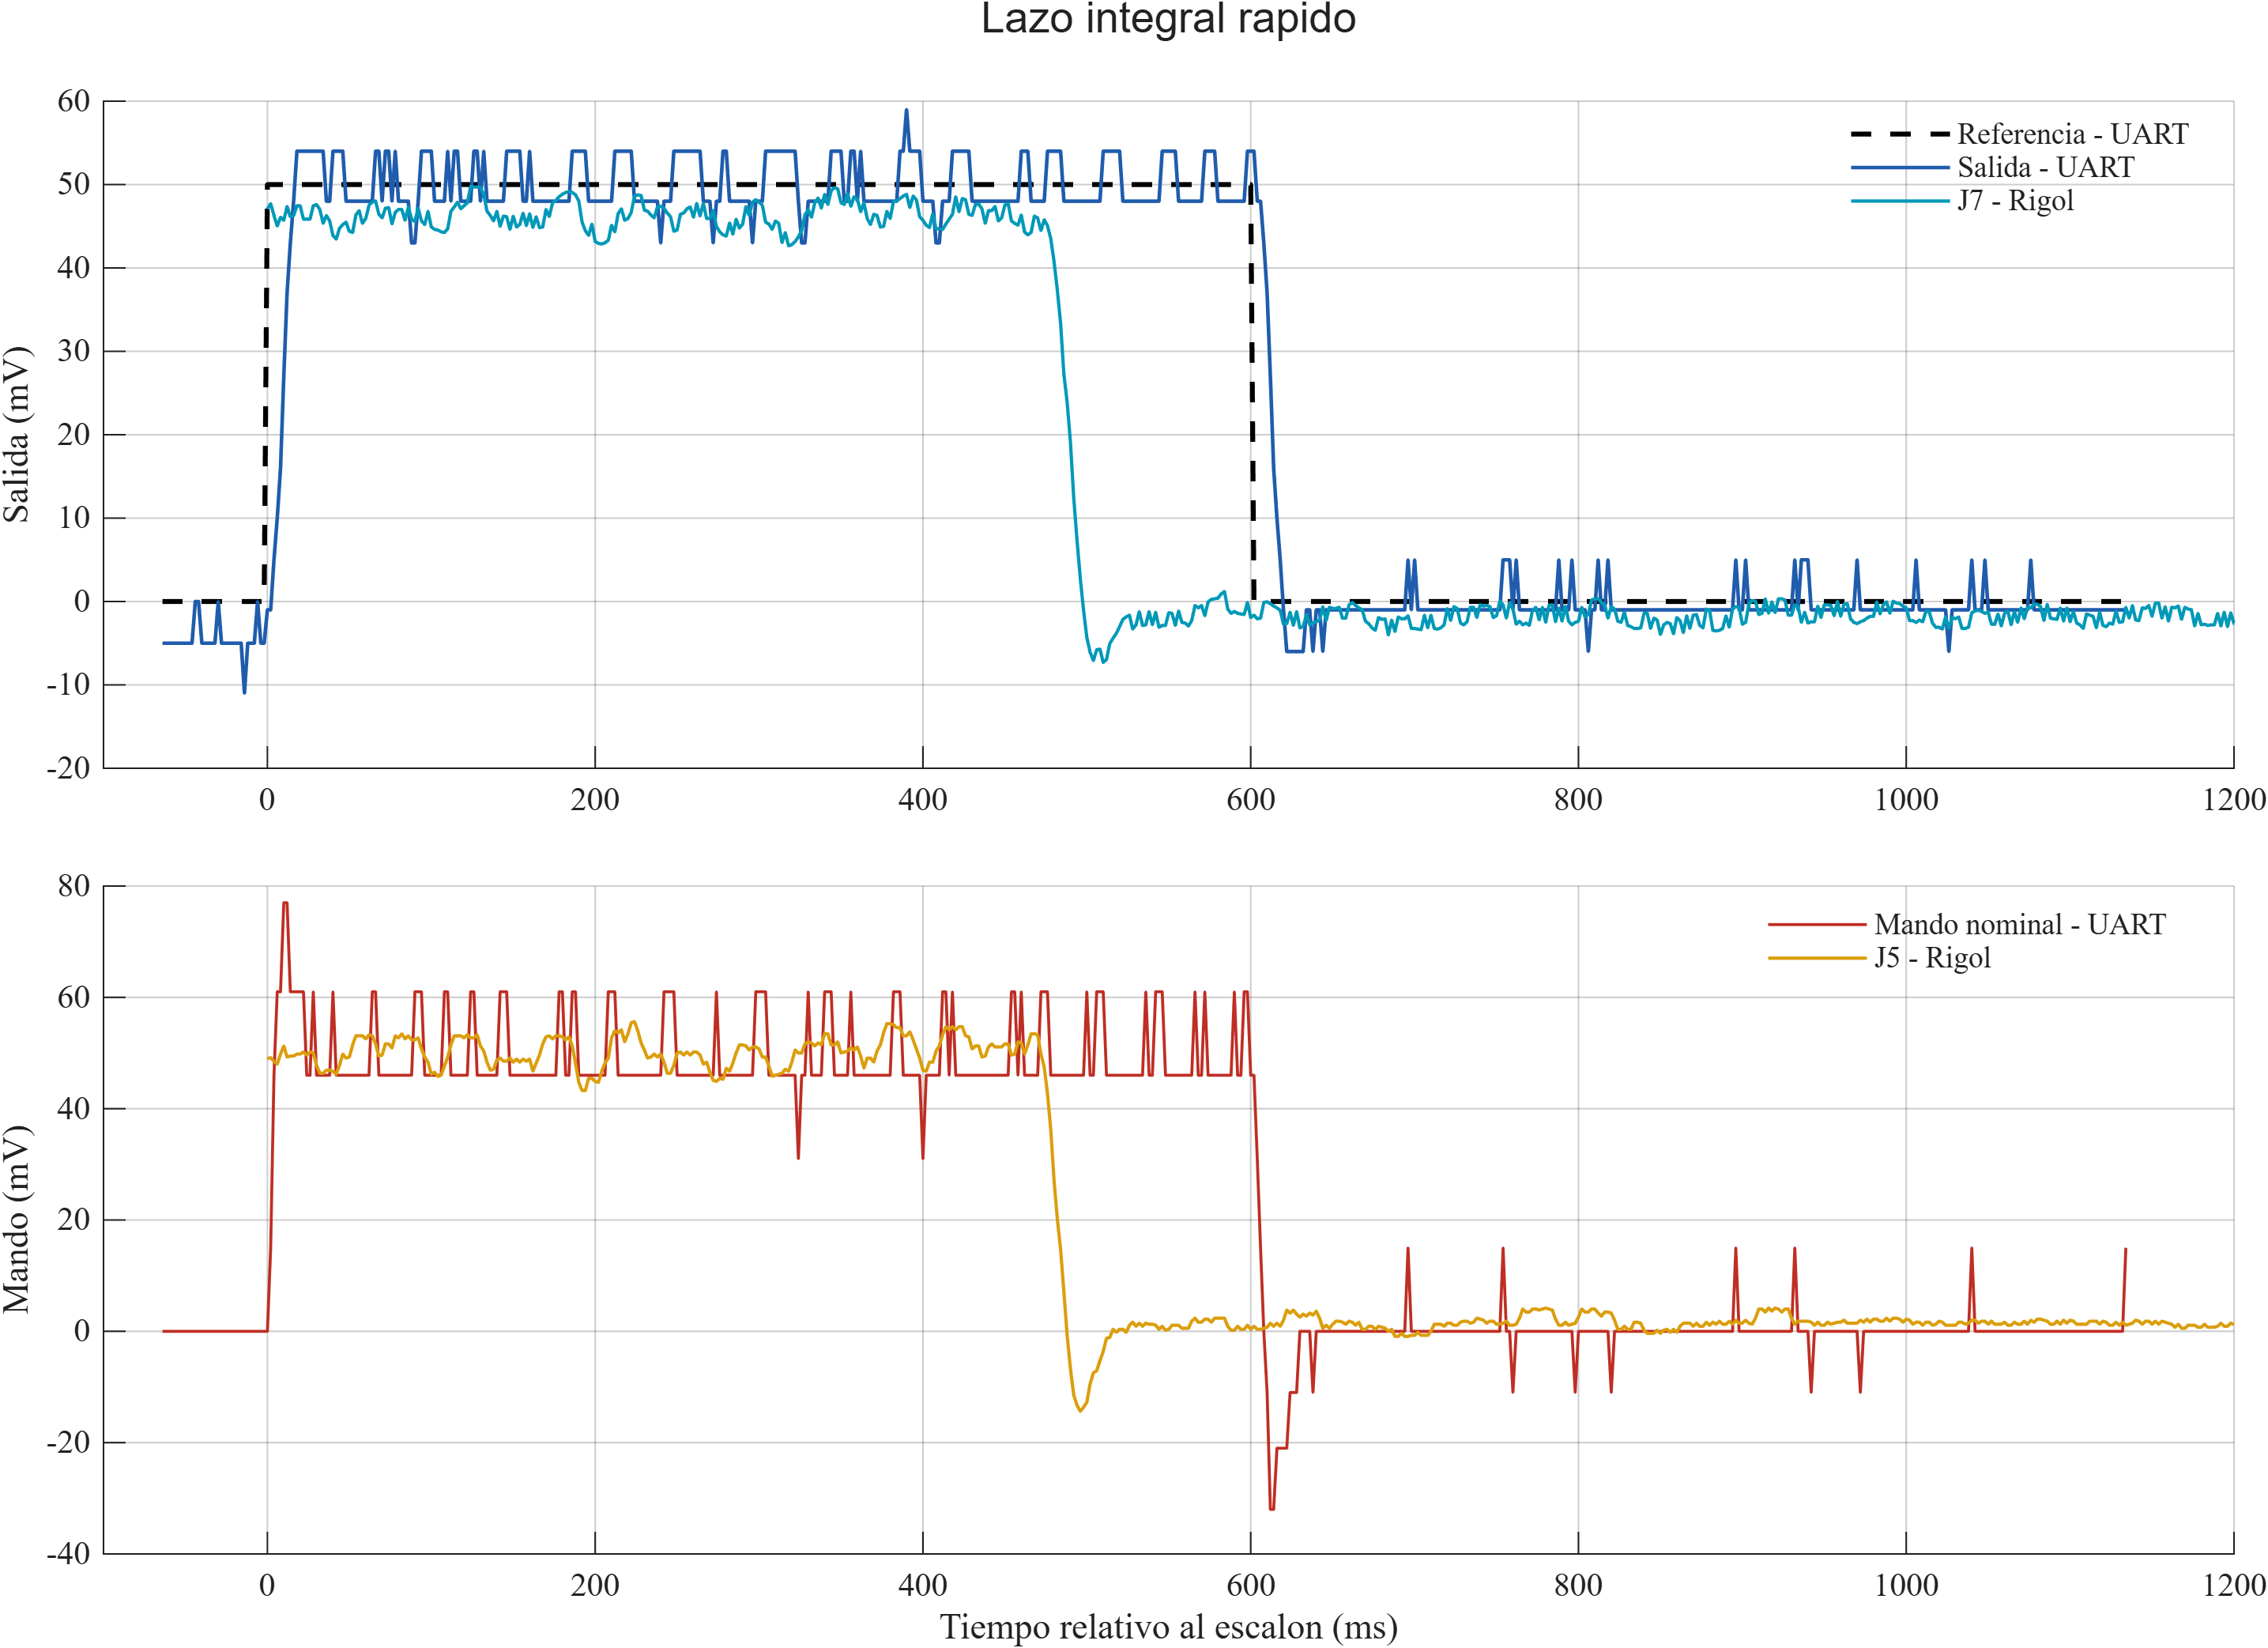 Lazo integral rapido
60
50
40
30
20
10
0
-10
-20
Salida (mV)
Referencia - UART
Salida - UART
J7 - Rigol
0 200 400 600 800 1000 1200
80
60
40
20
0
-20
-40
Mando (mV)
Mando nominal - UART
J5 - Rigol
0 200 400 600 800 1000 1200
Tiempo relativo al escalon (ms)